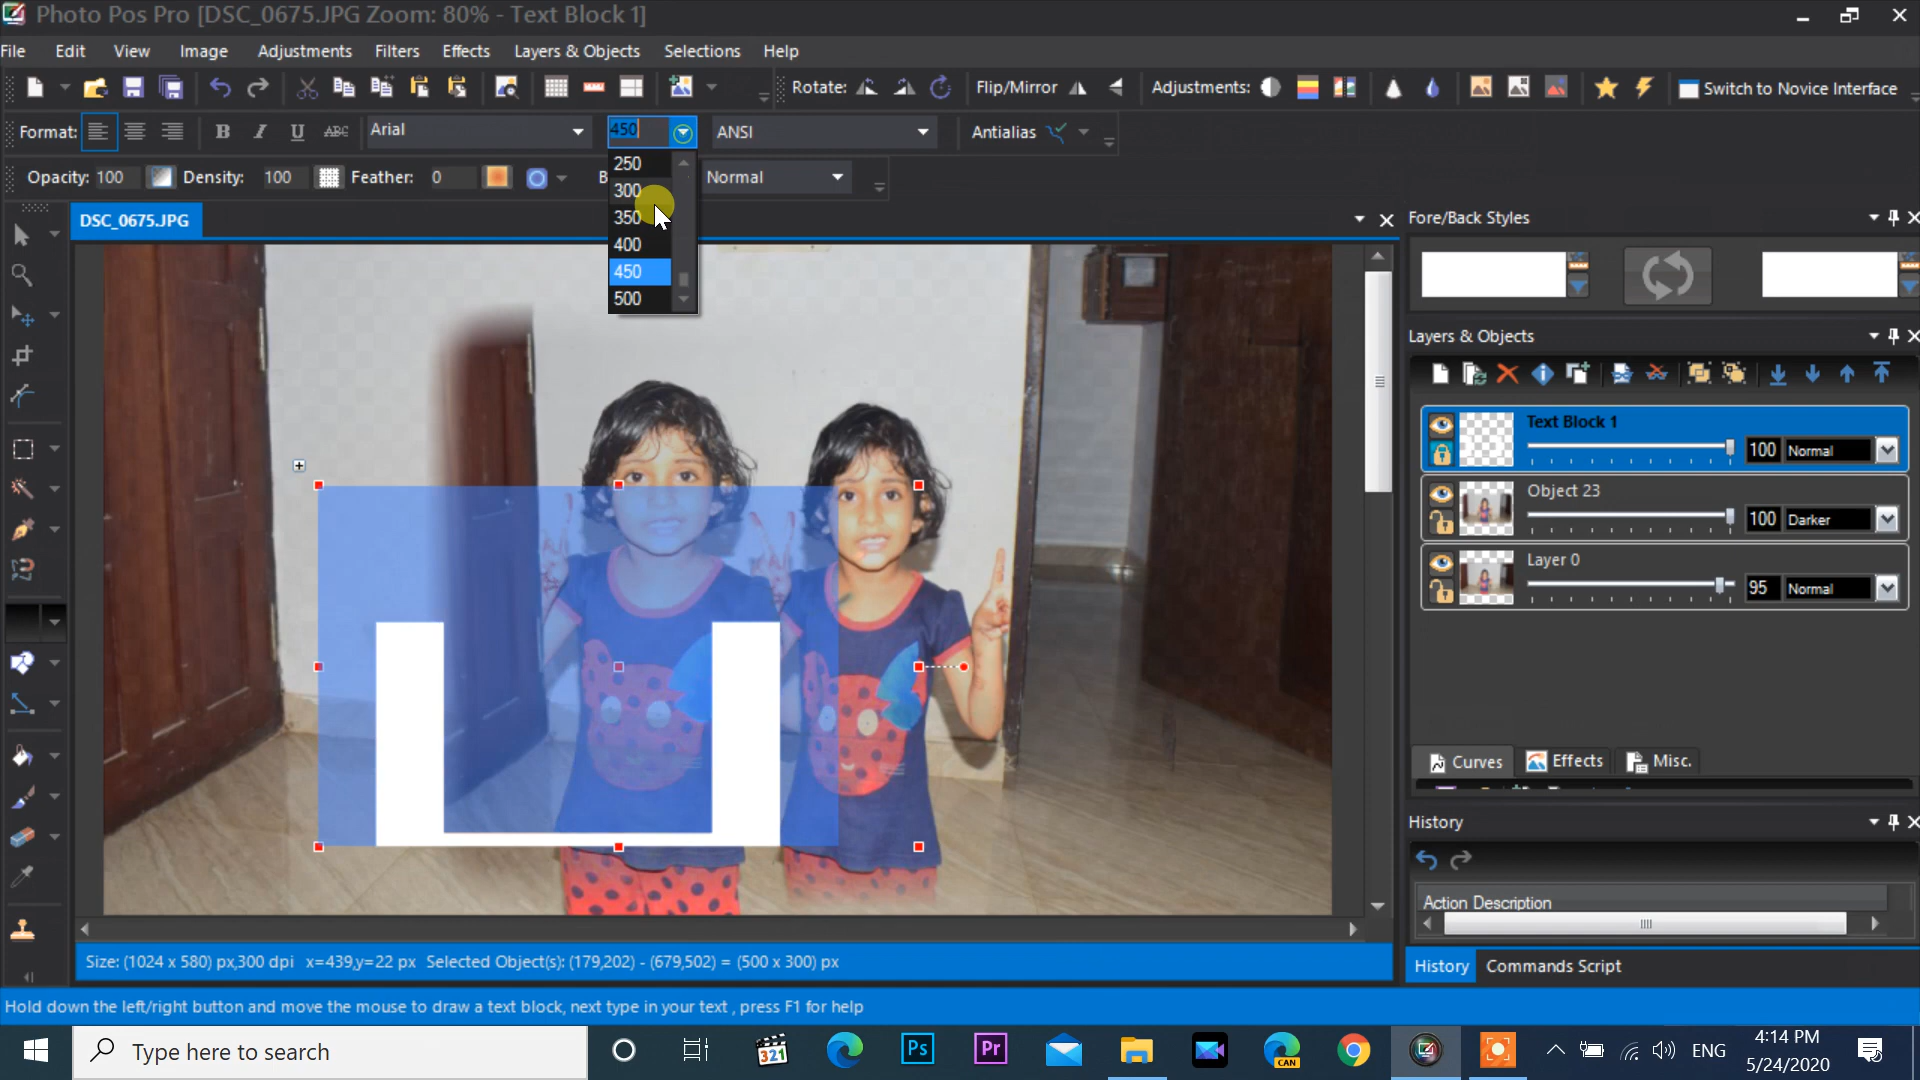 Photo Pos Pro [DSC_0675.JPG Zoom: 80% - Text Block 1]
File Edit View Image Adjustments Filters Effects Layers & Objects Selections Help
Rotate: Flip/Mirror Adjustments: Switch to Novice Interface
Format: B I U ABC Arial 450 ANSI Antialias
Opacity: 100 Density: 100 Feather: 0 B Normal
250
300
350
400
450
500
DSC_0675.JPG
Fore/Back Styles
Layers & Objects
Text Block 1
100 Normal
Object 23
100 Darker
Layer 0
95 Normal
Curves Effects Misc.
History
Action Description
History Commands Script
Size: (1024 x 580) px,300 dpi x=439,y=22 px Selected Object(s): (179,202) - (679,502) = (500 x 300) px
Hold down the left/right button and move the mouse to draw a text block, next type in your text , press F1 for help
Type here to search
321
Ps
Pr
CAN
ENG
4:14 PM
5/24/2020